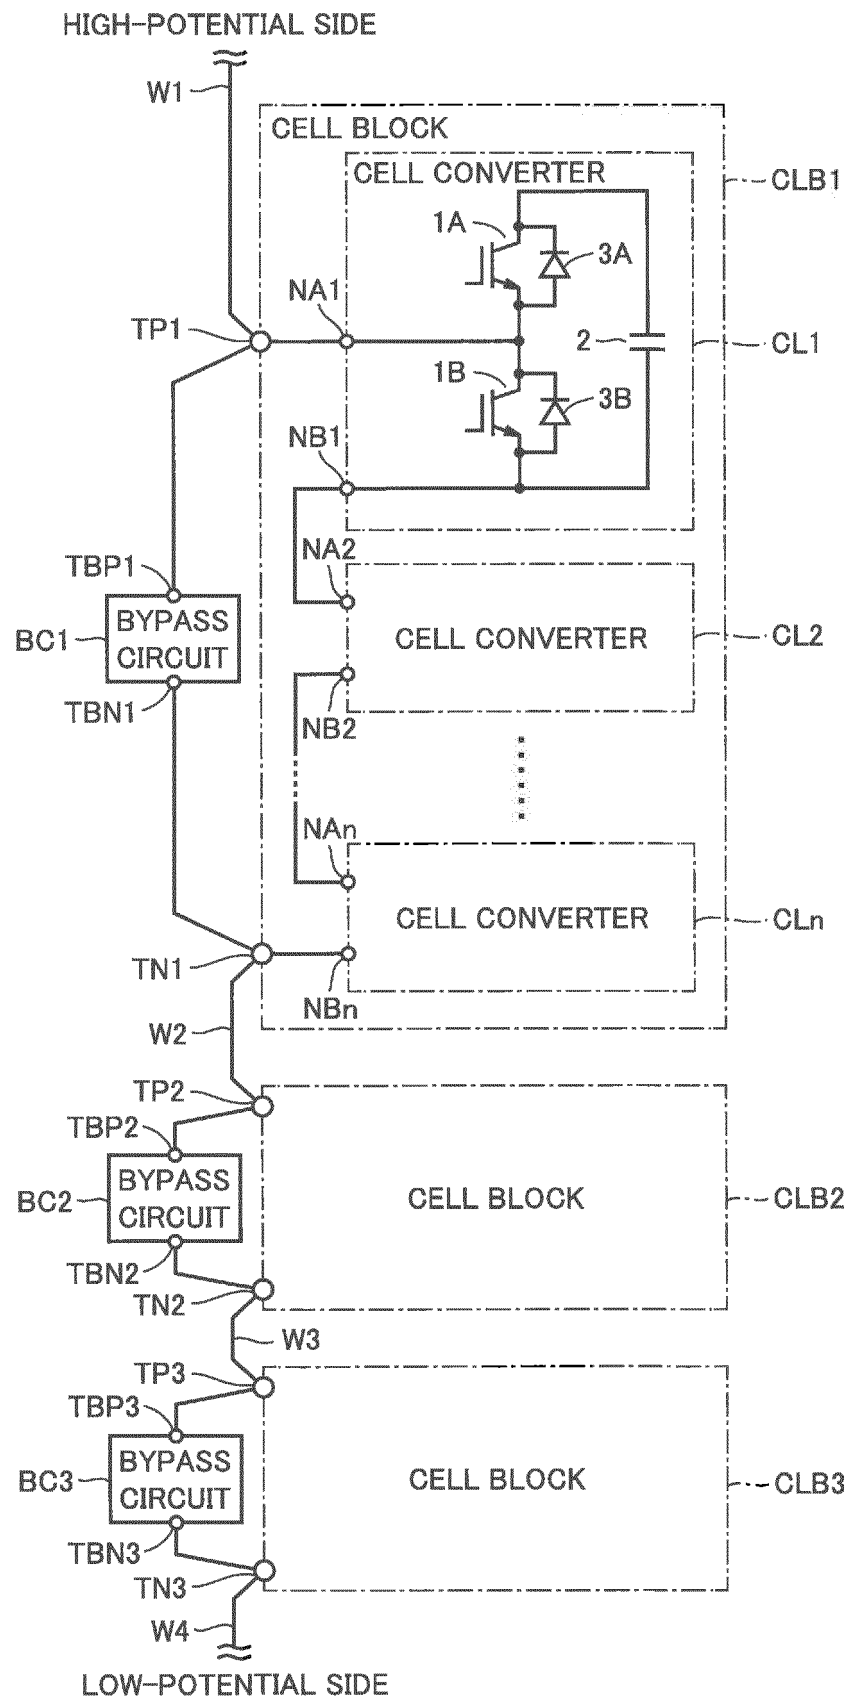 HIGH-POTENTIAL SIDE
W1
CELL BLOCK
CELL CONVERTER
CLB1
1A
3A
NA1
TP1
2
CL1
1B
3B
NB1
NA2
TBP1
BYPASS
CIRCUIT
BC1
CELL CONVERTER
CL2
TBN1
NB2
NAn
CELL CONVERTER
CLn
TN1
NBn
W2
TP2
TBP2
BYPASS
CIRCUIT
BC2
CELL BLOCK
CLB2
TBN2
TN2
W3
TP3
TBP3
BYPASS
CIRCUIT
BC3
CELL BLOCK
CLB3
TBN3
TN3
W4
LOW-POTENTIAL SIDE